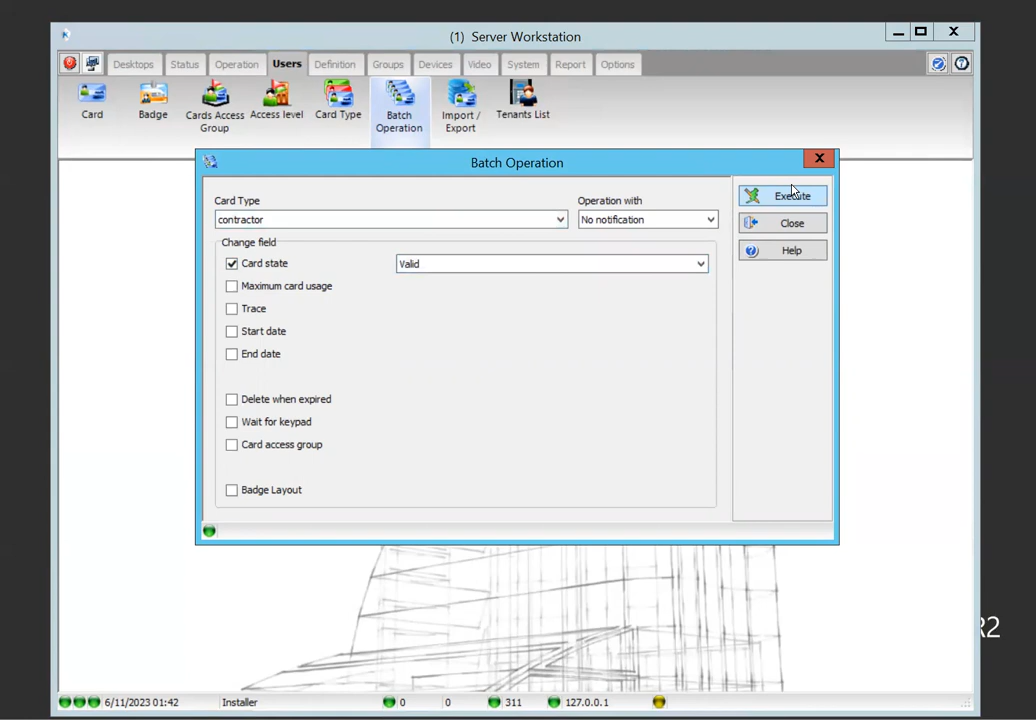 (1) Server Workstation
Desktops Status Operation Users Definition Groups Devices Video System Report Options
Card Badge Cards Access Group Access level Card Type Batch Operation Import / Export Tenants List
Batch Operation
Card Type Operation with
contractor No notification
Execute
Close
Help
Change field
Card state Valid
Maximum card usage
Trace
Start date
End date
Delete when expired
Wait for keypad
Card access group
Badge Layout
R2
6/11/2023 01:42 Installer 0 0 311 127.0.0.1